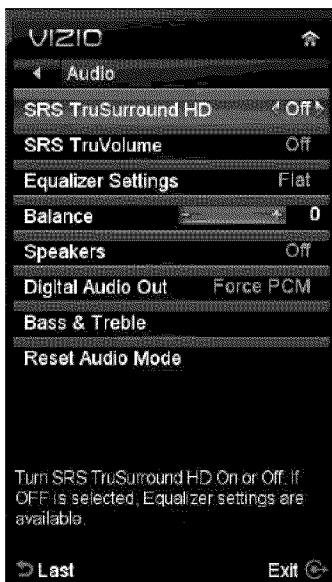 VIZIO
Audio
SRS TruSurround HD Off
SRS TruVolume Off
Equalizer Settings Flat
Balance - + 0
Speakers Off
Digital Audio Out Force PCM
Bass & Treble
Reset Audio Mode
Turn SRS TruSurround HD On or Off. If
OFF is selected, Equalizer settings are
available.
Last Exit